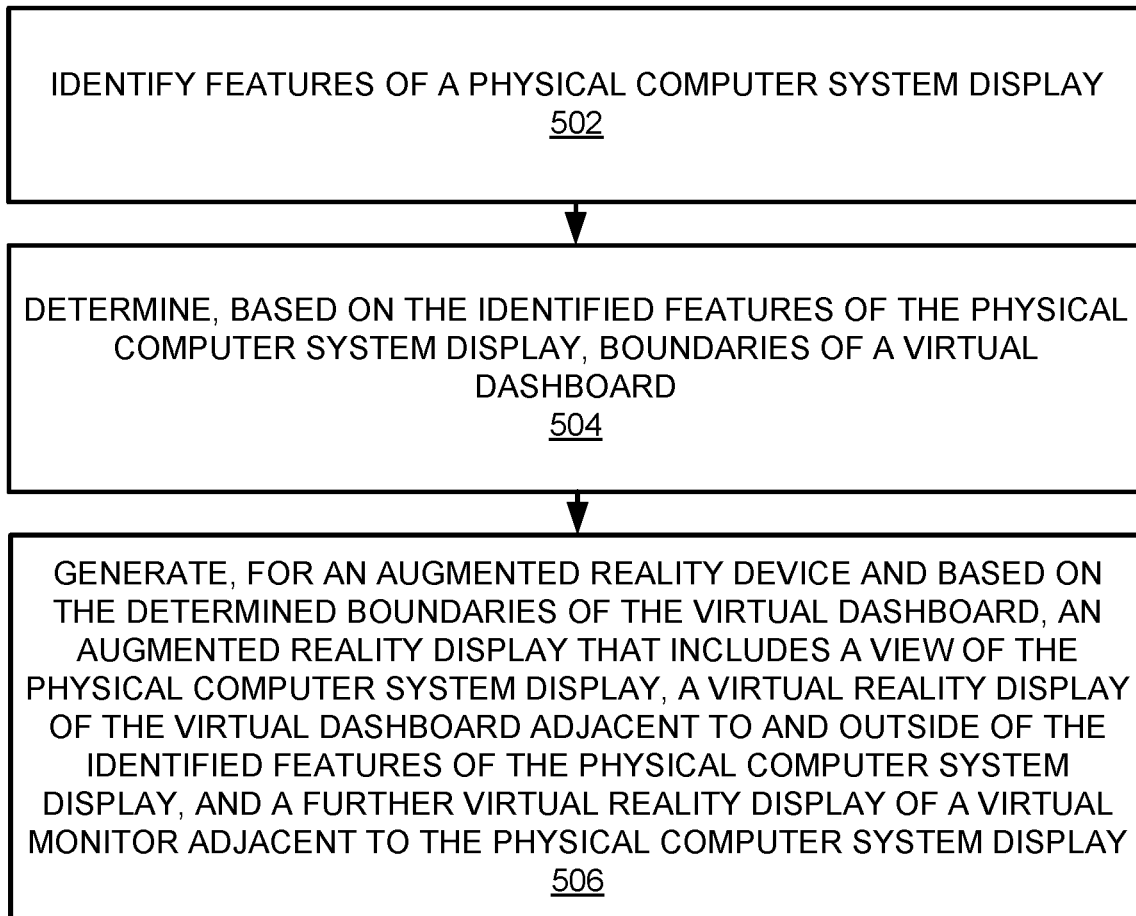 IDENTIFY FEATURES OF A PHYSICAL COMPUTER SYSTEM DISPLAY
502
DETERMINE, BASED ON THE IDENTIFIED FEATURES OF THE PHYSICAL
COMPUTER SYSTEM DISPLAY, BOUNDARIES OF A VIRTUAL
DASHBOARD
504
GENERATE, FOR AN AUGMENTED REALITY DEVICE AND BASED ON
THE DETERMINED BOUNDARIES OF THE VIRTUAL DASHBOARD, AN
AUGMENTED REALITY DISPLAY THAT INCLUDES A VIEW OF THE
PHYSICAL COMPUTER SYSTEM DISPLAY, A VIRTUAL REALITY DISPLAY
OF THE VIRTUAL DASHBOARD ADJACENT TO AND OUTSIDE OF THE
IDENTIFIED FEATURES OF THE PHYSICAL COMPUTER SYSTEM
DISPLAY, AND A FURTHER VIRTUAL REALITY DISPLAY OF A VIRTUAL
MONITOR ADJACENT TO THE PHYSICAL COMPUTER SYSTEM DISPLAY
506